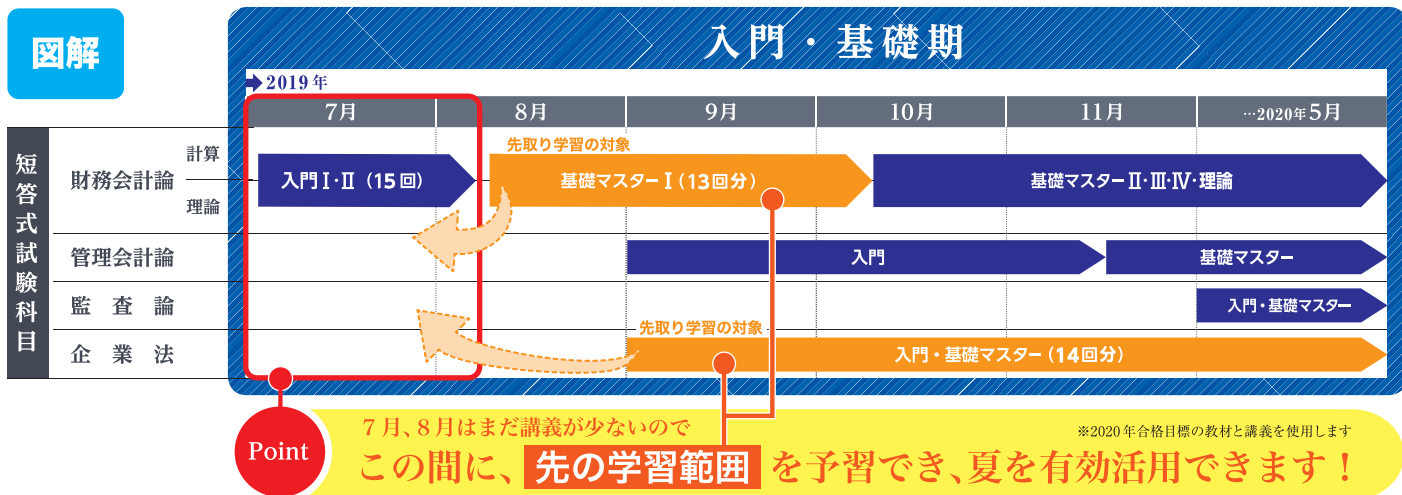 図解
入門・基礎期
2019年
7月 8月 9月 10月 11月 …2020年5月
短答式試験科目
財務会計論
計算
理論
入門Ⅰ・Ⅱ（15回）
先取り学習の対象
基礎マスターⅠ（13回分）
基礎マスターⅡ・Ⅲ・Ⅳ・理論
管理会計論
入門
基礎マスター
監査論
入門・基礎マスター
企業法
先取り学習の対象
入門・基礎マスター（14回分）
Point
7月、8月はまだ講義が少ないので
※2020年合格目標の教材と講義を使用します
この間に、先の学習範囲を予習でき、夏を有効活用できます！